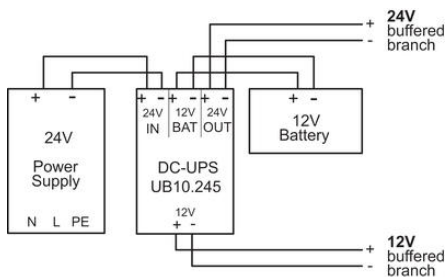 + 24V
- buffered
branch
+ -
24V
Power
Supply
N L PE
+ - + - + -
24V 12V 24V
IN BAT OUT
DC-UPS
UB10.245
12V
+ -
+ -
12V
Battery
+ 12V
- buffered
branch